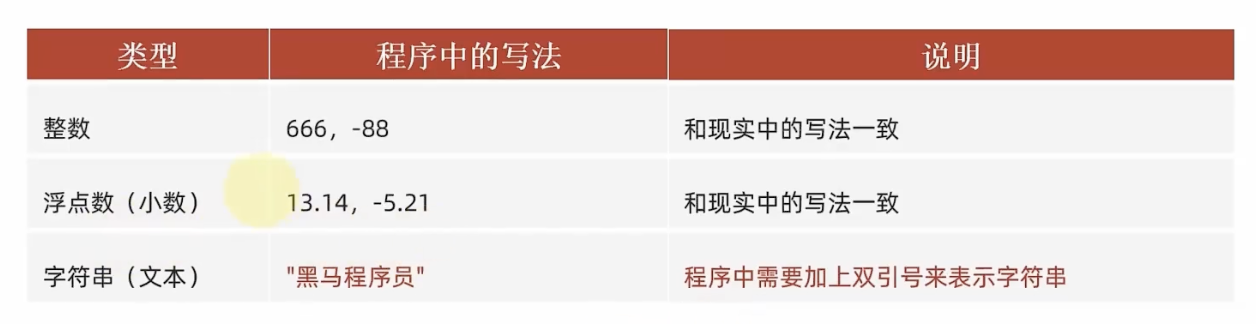 类型 程序中的写法 说明
整数 666，-88 和现实中的写法一致
浮点数（小数） 13.14，-5.21 和现实中的写法一致
字符串（文本） "黑马程序员" 程序中需要加上双引号来表示字符串